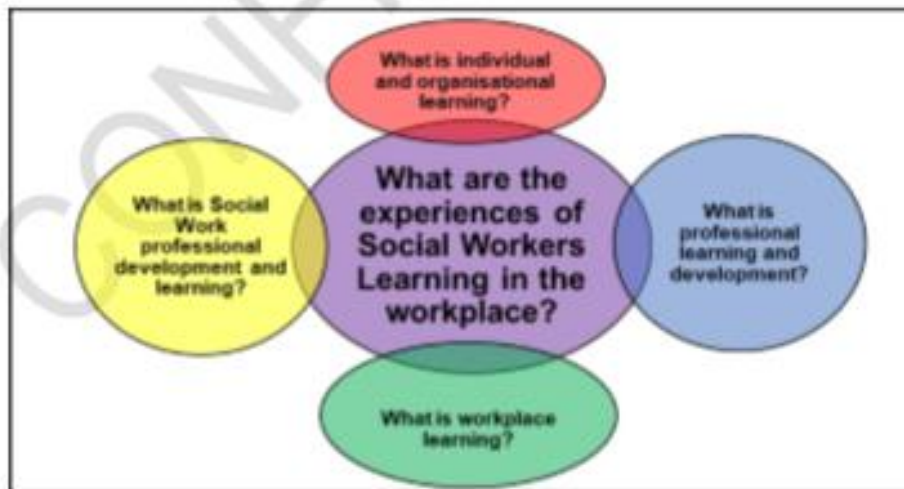 What is individual
and organisational
learning?
What is Social
Work
professional
development and
learning?
What are the
experiences of
Social Workers
Learning in the
workplace?
What is
professional
learning and
development?
What is workplace
learning?